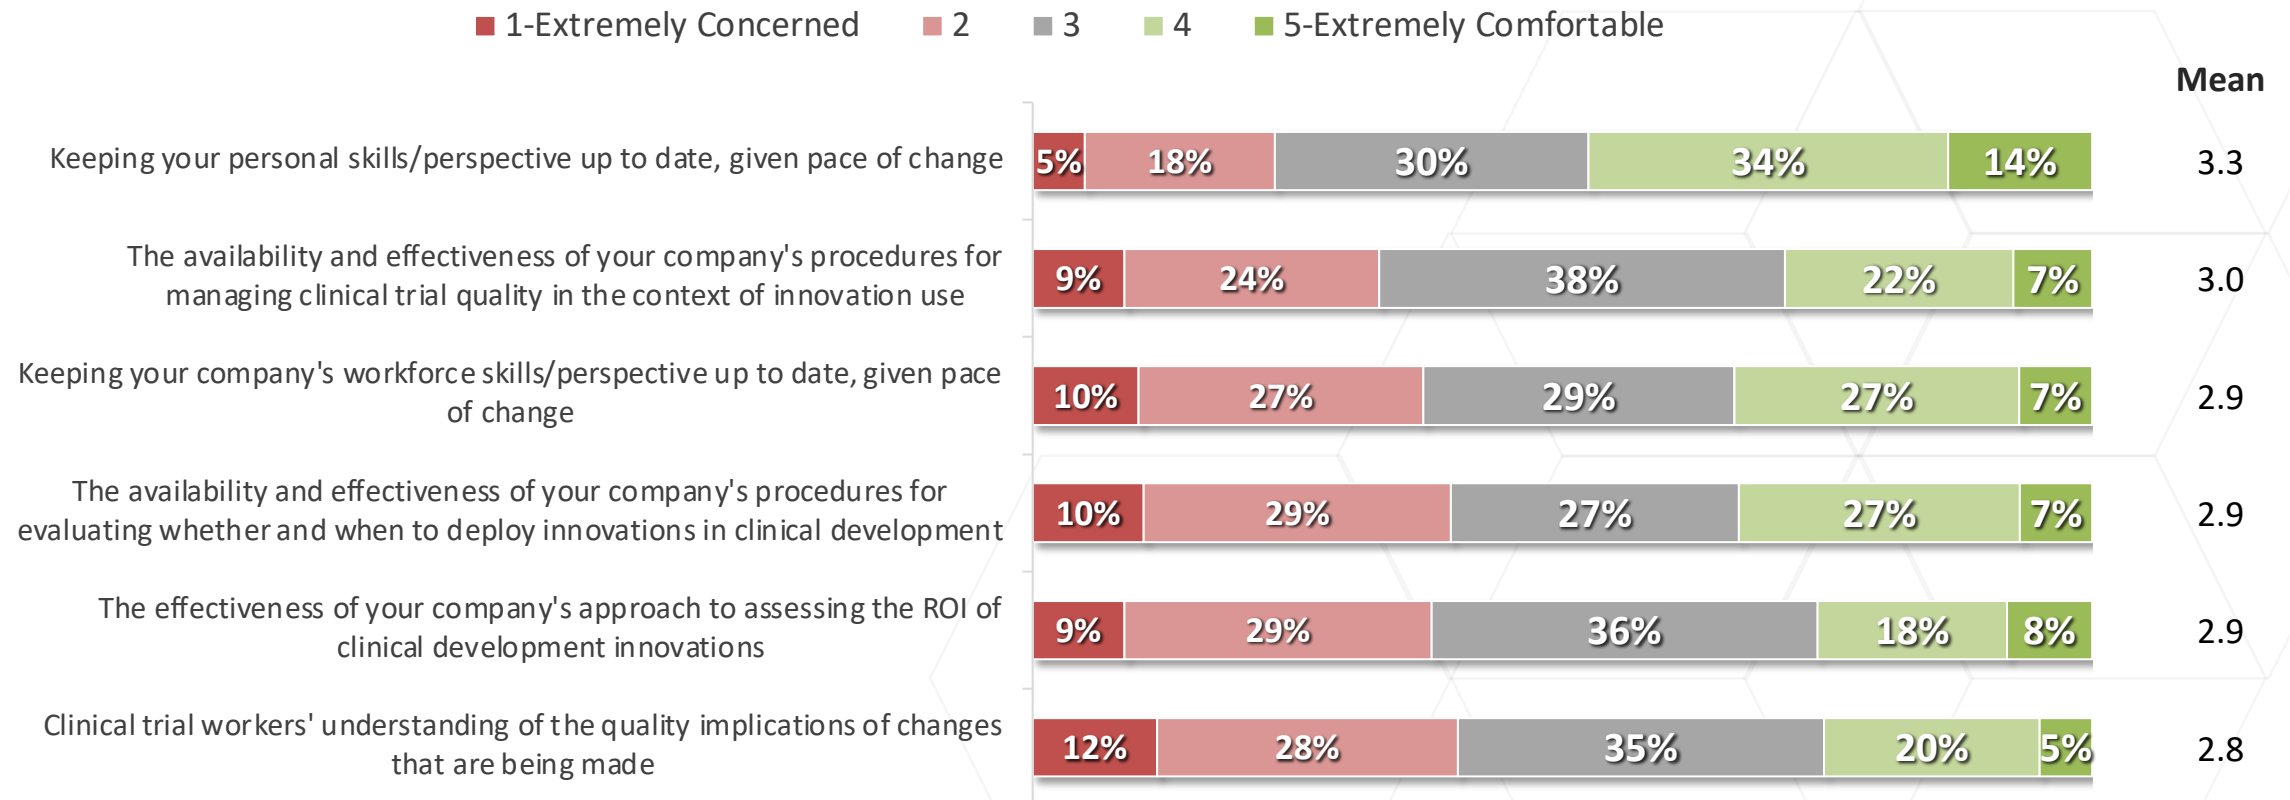 1-Extremely Concerned 2 3 4 5-Extremely Comfortable
Mean
Keeping your personal skills/perspective up to date, given pace of change 5% 18% 30% 34% 14% 3.3
The availability and effectiveness of your company's procedures for
managing clinical trial quality in the context of innovation use
9% 24% 38% 22% 7% 3.0
Keeping your company's workforce skills/perspective up to date, given pace
of change
10% 27% 29% 27% 7% 2.9
The availability and effectiveness of your company's procedures for
evaluating whether and when to deploy innovations in clinical development
10% 29% 27% 27% 7% 2.9
The effectiveness of your company's approach to assessing the ROI of
clinical development innovations
9% 29% 36% 18% 8% 2.9
Clinical trial workers' understanding of the quality implications of changes
that are being made
12% 28% 35% 20% 5% 2.8